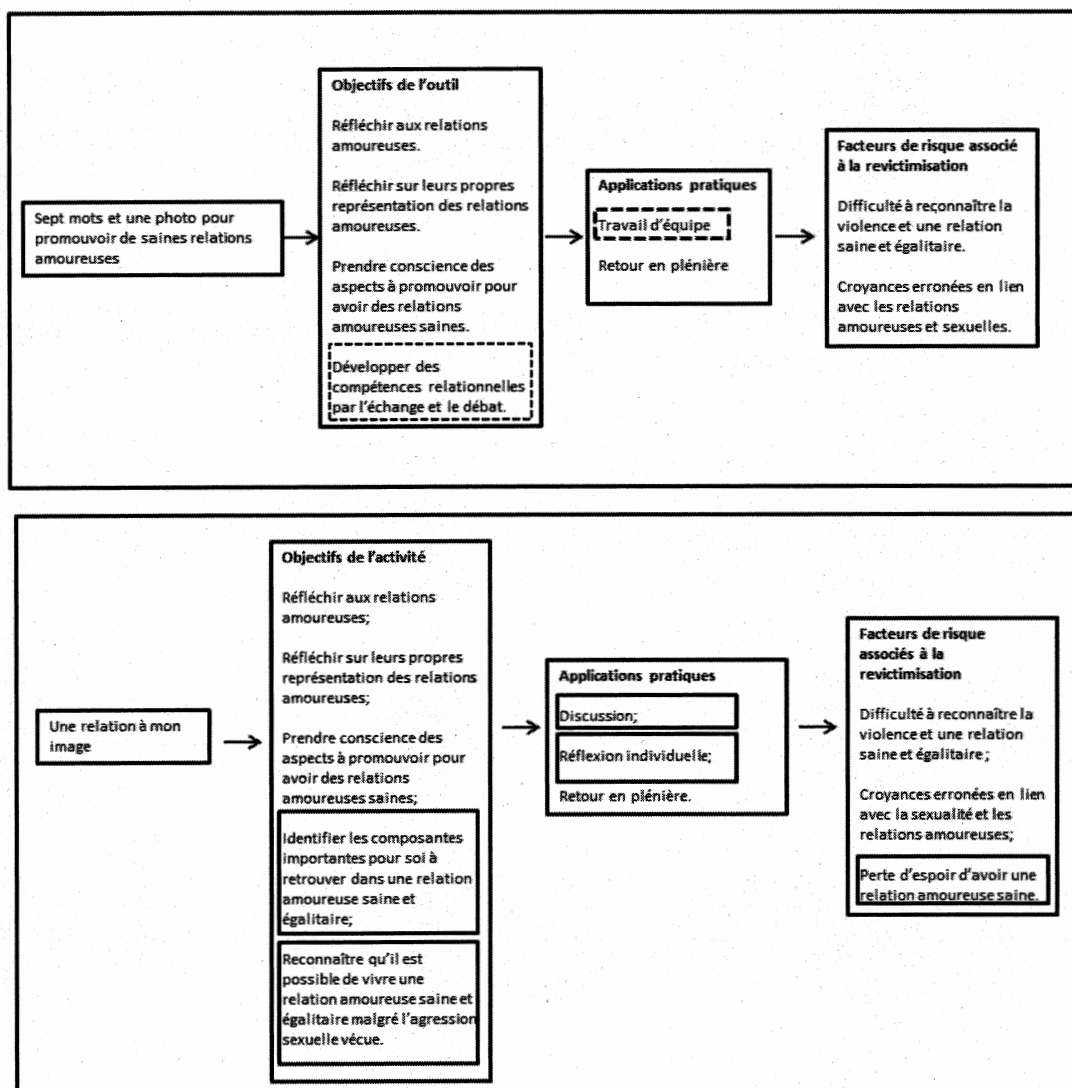 Sept mots et une photo pour
promouvoir de saines relations
amoureuses
Objectifs de l'outil
Réfléchir aux relations
amoureuses.
Réfléchir sur leurs propres
représentation des relations
amoureuses.
Prendre conscience des
aspects à promouvoir pour
avoir des relations
amoureuses saines.
Développer des
compétences relationnelles
par l'échange et le débat.
Applications pratiques
Travail d'équipe
Retour en plénière
Facteurs de risque associé
à la revictimisation
Difficulté à reconnaître la
violence et une relation
saine et égalitaire.
Croyances erronées en lien
avec les relations
amoureuses et sexuelles.
Une relation à mon
image
Objectifs de l'activité
Réfléchir aux relations
amoureuses;
Réfléchir sur leurs propres
représentation des relations
amoureuses;
Prendre conscience des
aspects à promouvoir pour
avoir des relations
amoureuses saines;
Identifier les composantes
importantes pour soi à
retrouver dans une relation
amoureuse saine et
égalitaire;
Reconnaître qu'il est
possible de vivre une
relation amoureuse saine et
égalitaire malgré l'agression
sexuelle vécue.
Applications pratiques
Discussion;
Réflexion individuelle;
Retour en plénière.
Facteurs de risque
associés à la
revictimisation
Difficulté à reconnaître la
violence et une relation
saine et égalitaire;
Croyances erronées en lien
avec la sexualité et les
relations amoureuses;
Perte d'espoir d'avoir une
relation amoureuse saine.